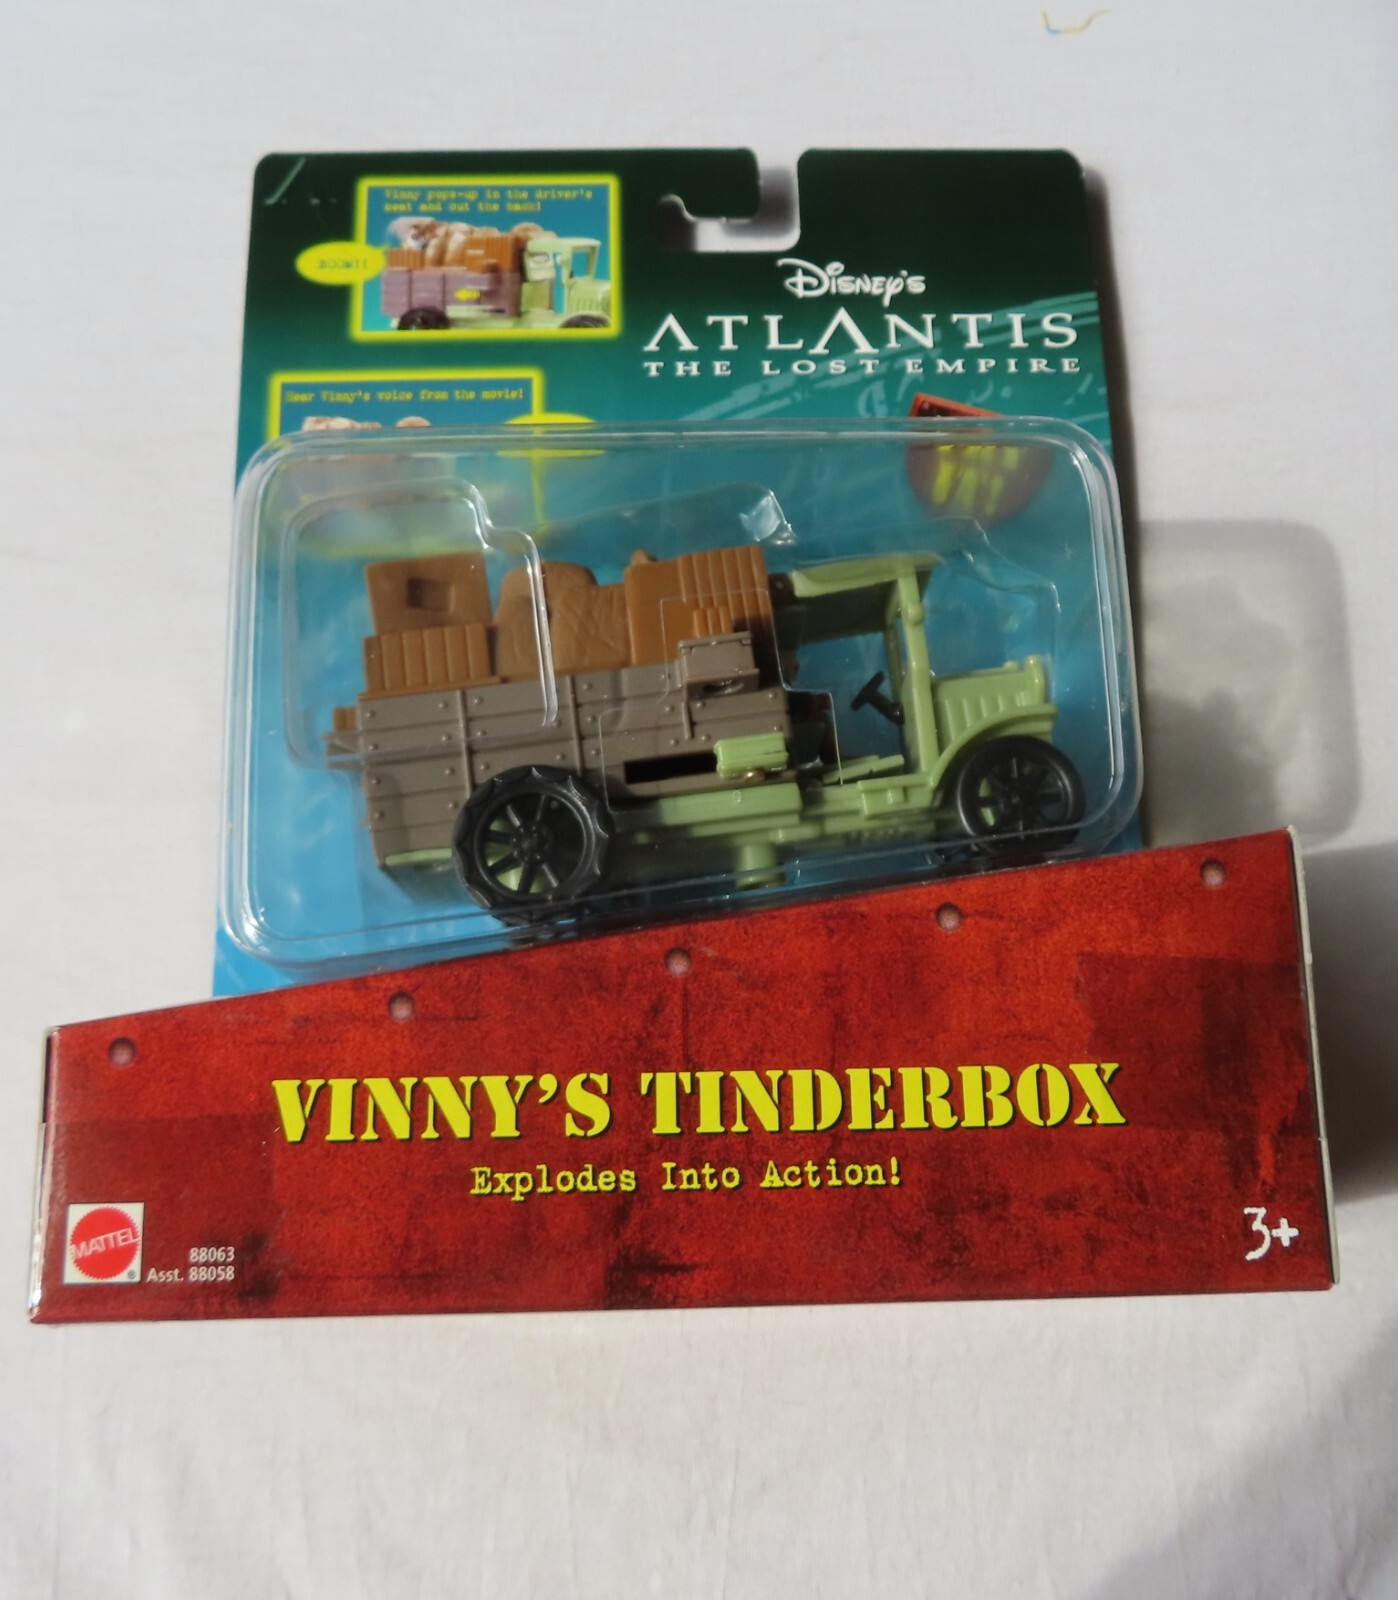 Vinny pops-up in the driver's
seat and out the back!
BOOM!!
DISNEY'S
ATLANTIS
THE LOST EMPIRE
Hear Vinny's voice from the movie!
VINNY'S TINDERBOX
Explodes Into Action!
MATTEL
®
88063
Asst. 88058
3+